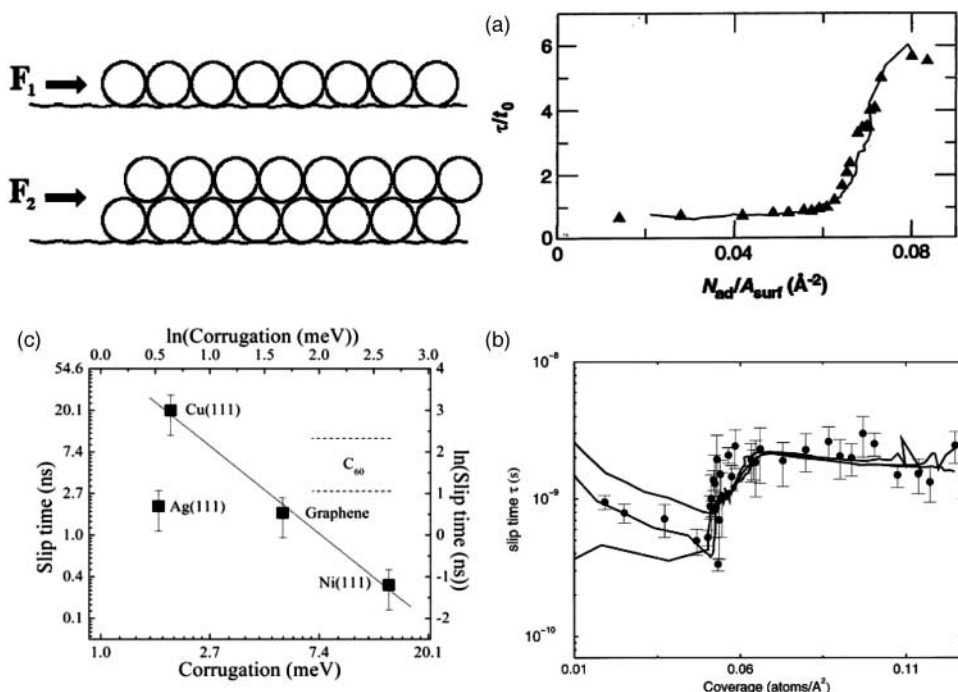 F1
F2
(a)
τ/t0
6
4
2
0
0.04
0.06
0.08
Nad/Asurf (Å-2)
(c)
ln(Corrugation (meV))
0.0 0.5 1.0 1.5 2.0 2.5 3.0
54.6
20.1
7.4
2.7
1.0
0.4
0.1
Slip time (ns)
Cu(111)
Ag(111)
C60
Graphene
Ni(111)
4
3
2
1
0
-1
-2
ln(Slip time (ns))
1.0 2.7 7.4 20.1
Corrugation (meV)
(b)
10-8
10-9
10-10
slip time τ (s)
0.01 0.06 0.11
Coverage (atoms/A2)